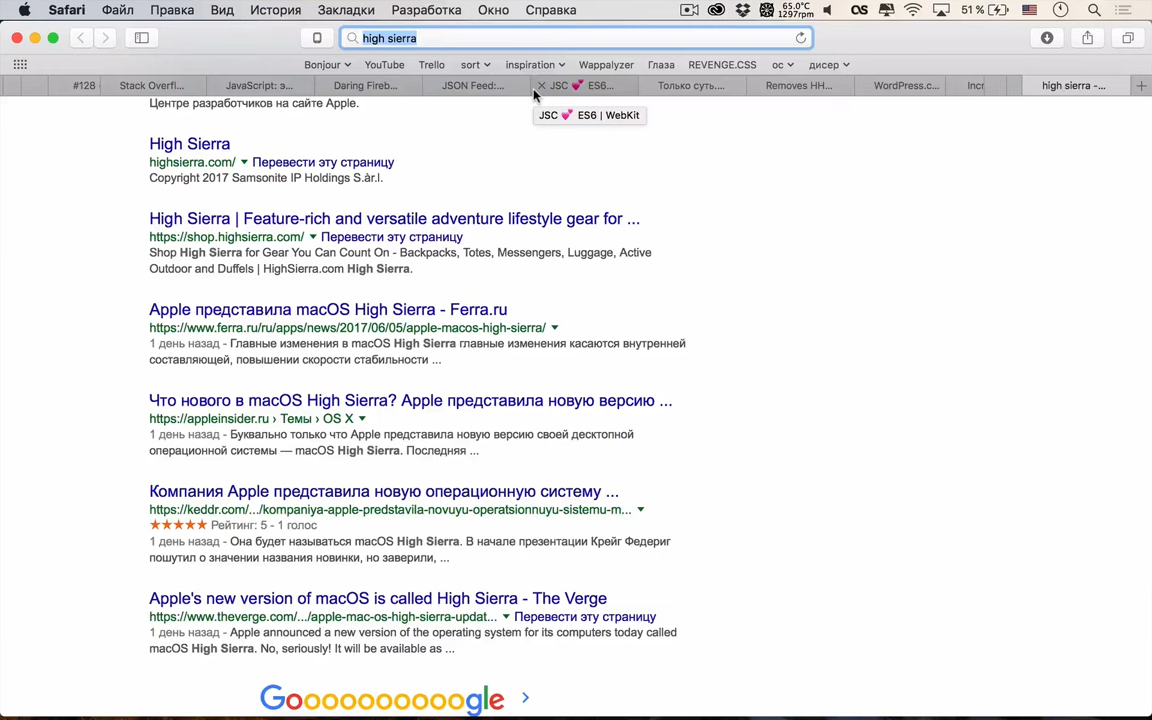 Safari Файл Правка Вид История Закладки Разработка Окно Справка 65.0°C 1297rpm 51 %
high sierra
Bonjour YouTube Trello sort inspiration Wappalyzer Глаза REVENGE.CSS ос дисер
#128 Stack Overfl... JavaScript: э... Daring Fireb... JSON Feed:... JSC 💕 ES6... Только суть.... Removes HH... WordPress.c... Incr high sierra -...
JSC 💕 ES6 | WebKit
Центре разработчиков на сайте Apple.
High Sierra
highsierra.com/ Перевести эту страницу
Copyright 2017 Samsonite IP Holdings S.àr.l.
High Sierra | Feature-rich and versatile adventure lifestyle gear for ...
https://shop.highsierra.com/ Перевести эту страницу
Shop High Sierra for Gear You Can Count On - Backpacks, Totes, Messengers, Luggage, Active
Outdoor and Duffels | HighSierra.com High Sierra.
Apple представила macOS High Sierra - Ferra.ru
https://www.ferra.ru/ru/apps/news/2017/06/05/apple-macos-high-sierra/
1 день назад - Главные изменения в macOS High Sierra главные изменения касаются внутренней
составляющей, повышении скорости стабильности ...
Что нового в macOS High Sierra? Apple представила новую версию ...
https://appleinsider.ru › Темы › OS X
1 день назад - Буквально только что Apple представила новую версию своей десктопной
операционной системы — macOS High Sierra. Последняя ...
Компания Apple представила новую операционную систему ...
https://keddr.com/.../kompaniya-apple-predstavila-novuyu-operatsionnuyu-sistemu-m...
★★★★★ Рейтинг: 5 - 1 голос
1 день назад - Она будет называться macOS High Sierra. В начале презентации Крейг Федериг
пошутил о значении названия новинки, но заверили, ...
Apple's new version of macOS is called High Sierra - The Verge
https://www.theverge.com/.../apple-mac-os-high-sierra-updat... Перевести эту страницу
1 день назад - Apple announced a new version of the operating system for its computers today called
macOS High Sierra. No, seriously! It will be available as ...
Goooooooooogle